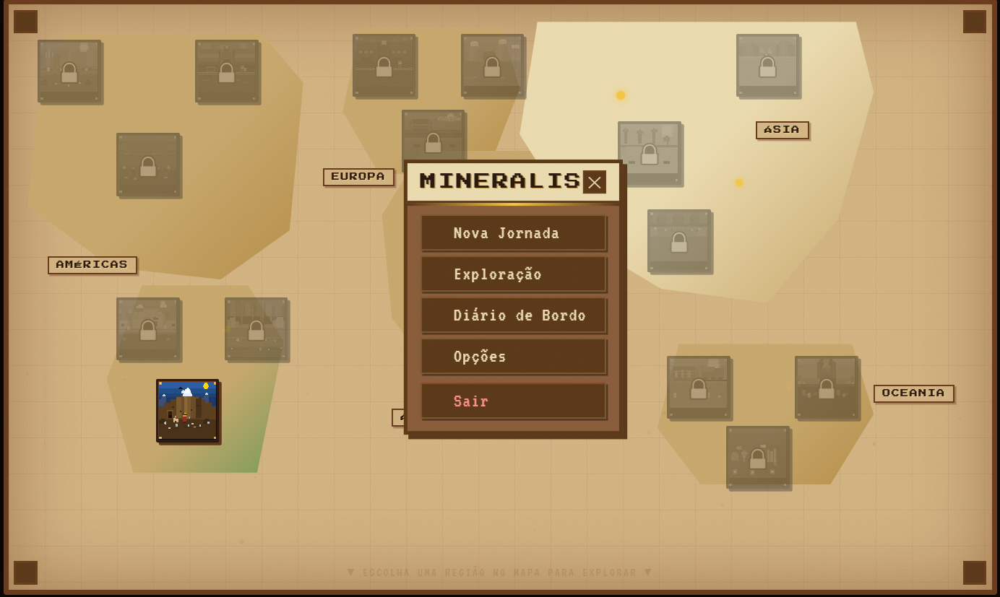 ÁSIA
EUROPA
MINERALIS
Nova Jornada
AMéRICAS
Exploração
Diário de Bordo
Opções
Sair
OCEANIA
▼ ESCOLHA UMA REGIÃO NO MAPA PARA EXPLORAR ▼